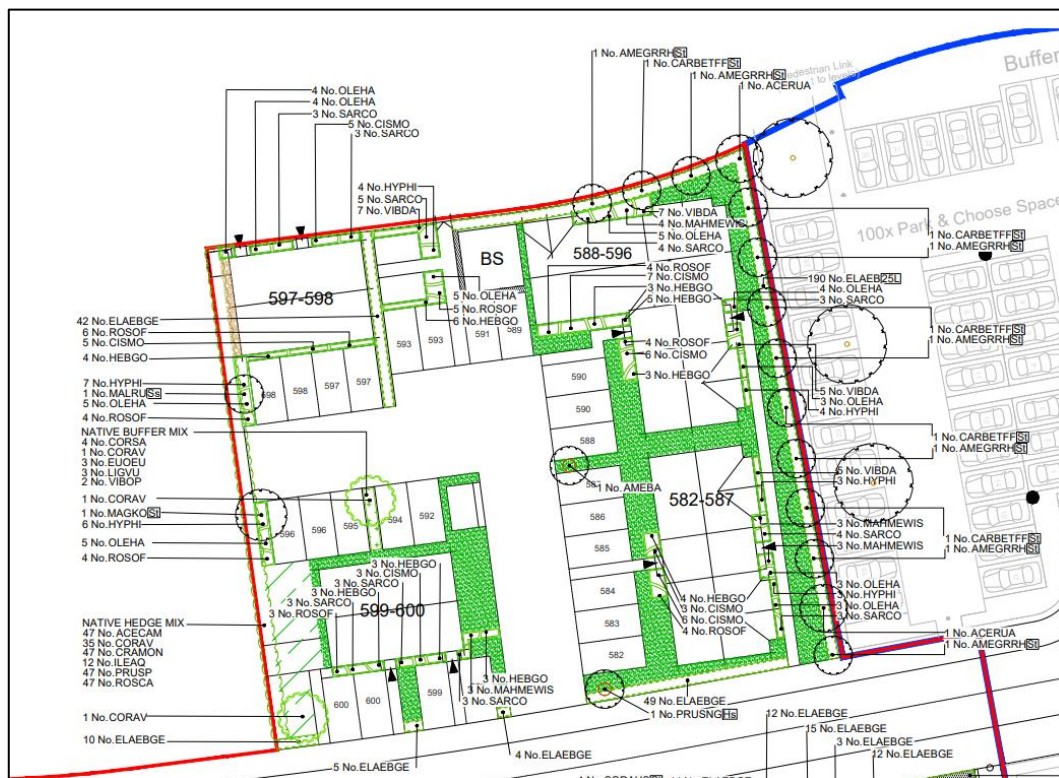 1 No.AMEGRRH St
1 No.CARBETFF St
1 No.AMEGRRH St
1 No.ACERUA
Pedestrian Link
to levels)
Buffer
4 No.OLEHA
4 No.OLEHA
3 No.SARCO
5 No.CISMO
3 No.SARCO
4 No.HYPHI
5 No.SARCO
7 No.VIBDA
7 No.VIBDA
4 No.MAHMEWIS
5 No.OLEHA
4 No.SARCO
588-596
BS
597-598
100x Park & Choose Space
1 No.CARBETFF St
1 No.AMEGRRH St
190 No.ELAEB 25L
4 No.OLEHA
3 No.SARCO
4 No.ROSOF
7 No.CISMO
3 No.HEBGO
5 No.HEBGO
5 No.OLEHA
5 No.ROSOF
6 No.HEBGO
42 No.ELAEBGE
6 No.ROSOF
5 No.CISMO
4 No.HEBGO
593
593
591
589
4 No.ROSOF
6 No.CISMO
3 No.HEBGO
1 No.CARBETFF St
1 No.AMEGRRH St
7 No.HYPHI
1 No.MALRU Ss
5 No.OLEHA
4 No.ROSOF
598
598
597
597
590
590
588
5 No.VIBDA
3 No.OLEHA
4 No.HYPHI
NATIVE BUFFER MIX
4 No.CORSA
1 No.CORAV
3 No.EUOEU
3 No.LIGVU
2 No.VIBOP
1 No.CARBETFF St
1 No.AMEGRRH St
1 No.AMEBA
582-587
5 No.VIBDA
3 No.HYPHI
1 No.CORAV
1 No.MAGKO St
6 No.HYPHI
5 No.OLEHA
4 No.ROSOF
596
596
595
594
592
586
585
584
583
582
3 No.MAHMEWIS
4 No.SARCO
3 No.MAHMEWIS
1 No.CARBETFF St
1 No.AMEGRRH St
3 No.HEBGO
3 No.CISMO
3 No.SARCO
3 No.HEBGO
3 No.SARCO
3 No.ROSOF
599-600
4 No.HEBGO
3 No.CISMO
6 No.CISMO
4 No.ROSOF
3 No.OLEHA
3 No.HYPHI
3 No.OLEHA
3 No.SARCO
NATIVE HEDGE MIX
47 No.ACECAM
35 No.CORAV
47 No.CRAMON
12 No.ILEAQ
47 No.PRUSP
47 No.ROSCA
1 No.ACERUA
1 No.AMEGRRH St
3 No.HEBGO
3 No.MAHMEWIS
3 No.SARCO
600
600
599
1 No.CORAV
10 No.ELAEBGE
49 No.ELAEBGE
1 No.PRUSNG Hs
5 No.ELAEBGE
4 No.ELAEBGE
12 No.ELAEBGE
15 No.ELAEBGE
3 No.ELAEBGE
12 No.ELAEBGE